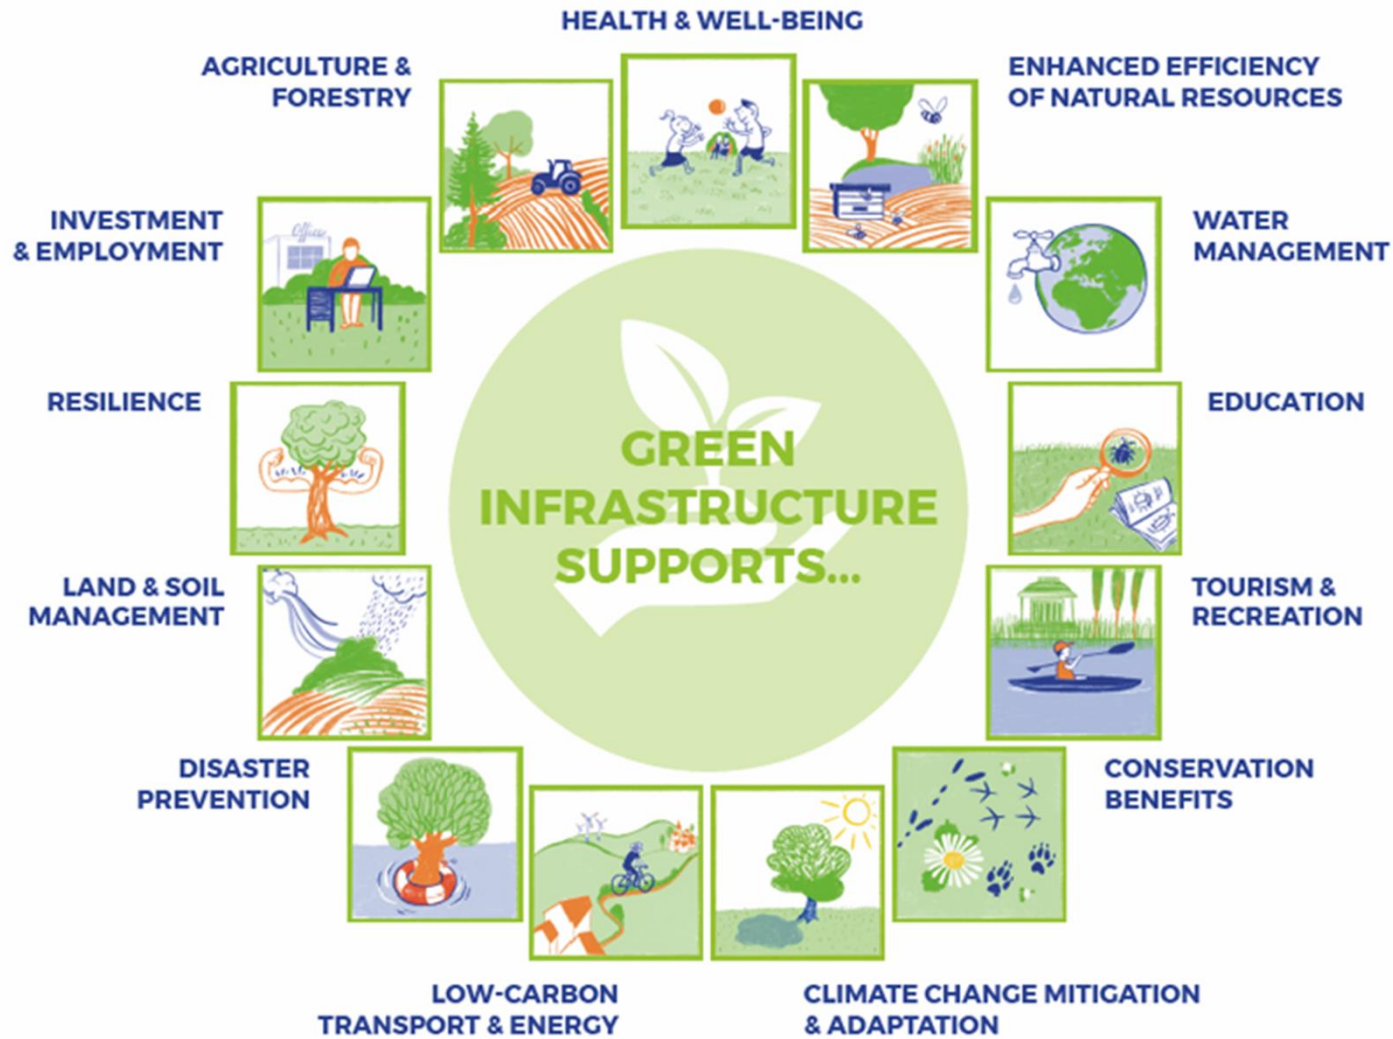 HEALTH & WELL-BEING
AGRICULTURE &
FORESTRY
ENHANCED EFFICIENCY
OF NATURAL RESOURCES
INVESTMENT
& EMPLOYMENT
Office
WATER
MANAGEMENT
RESILIENCE
EDUCATION
GREEN
INFRASTRUCTURE
SUPPORTS...
LAND & SOIL
MANAGEMENT
TOURISM &
RECREATION
DISASTER
PREVENTION
CONSERVATION
BENEFITS
LOW-CARBON
TRANSPORT & ENERGY
CLIMATE CHANGE MITIGATION
& ADAPTATION